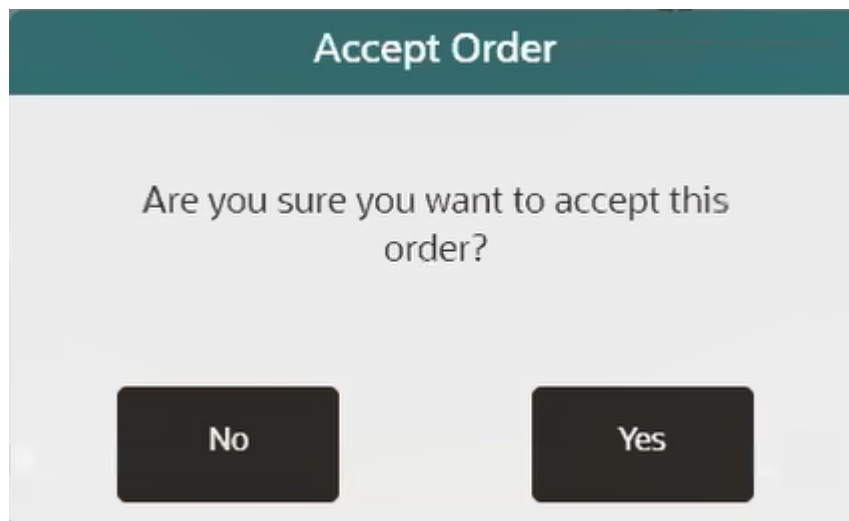 Accept Order
Are you sure you want to accept this
order?
No
Yes